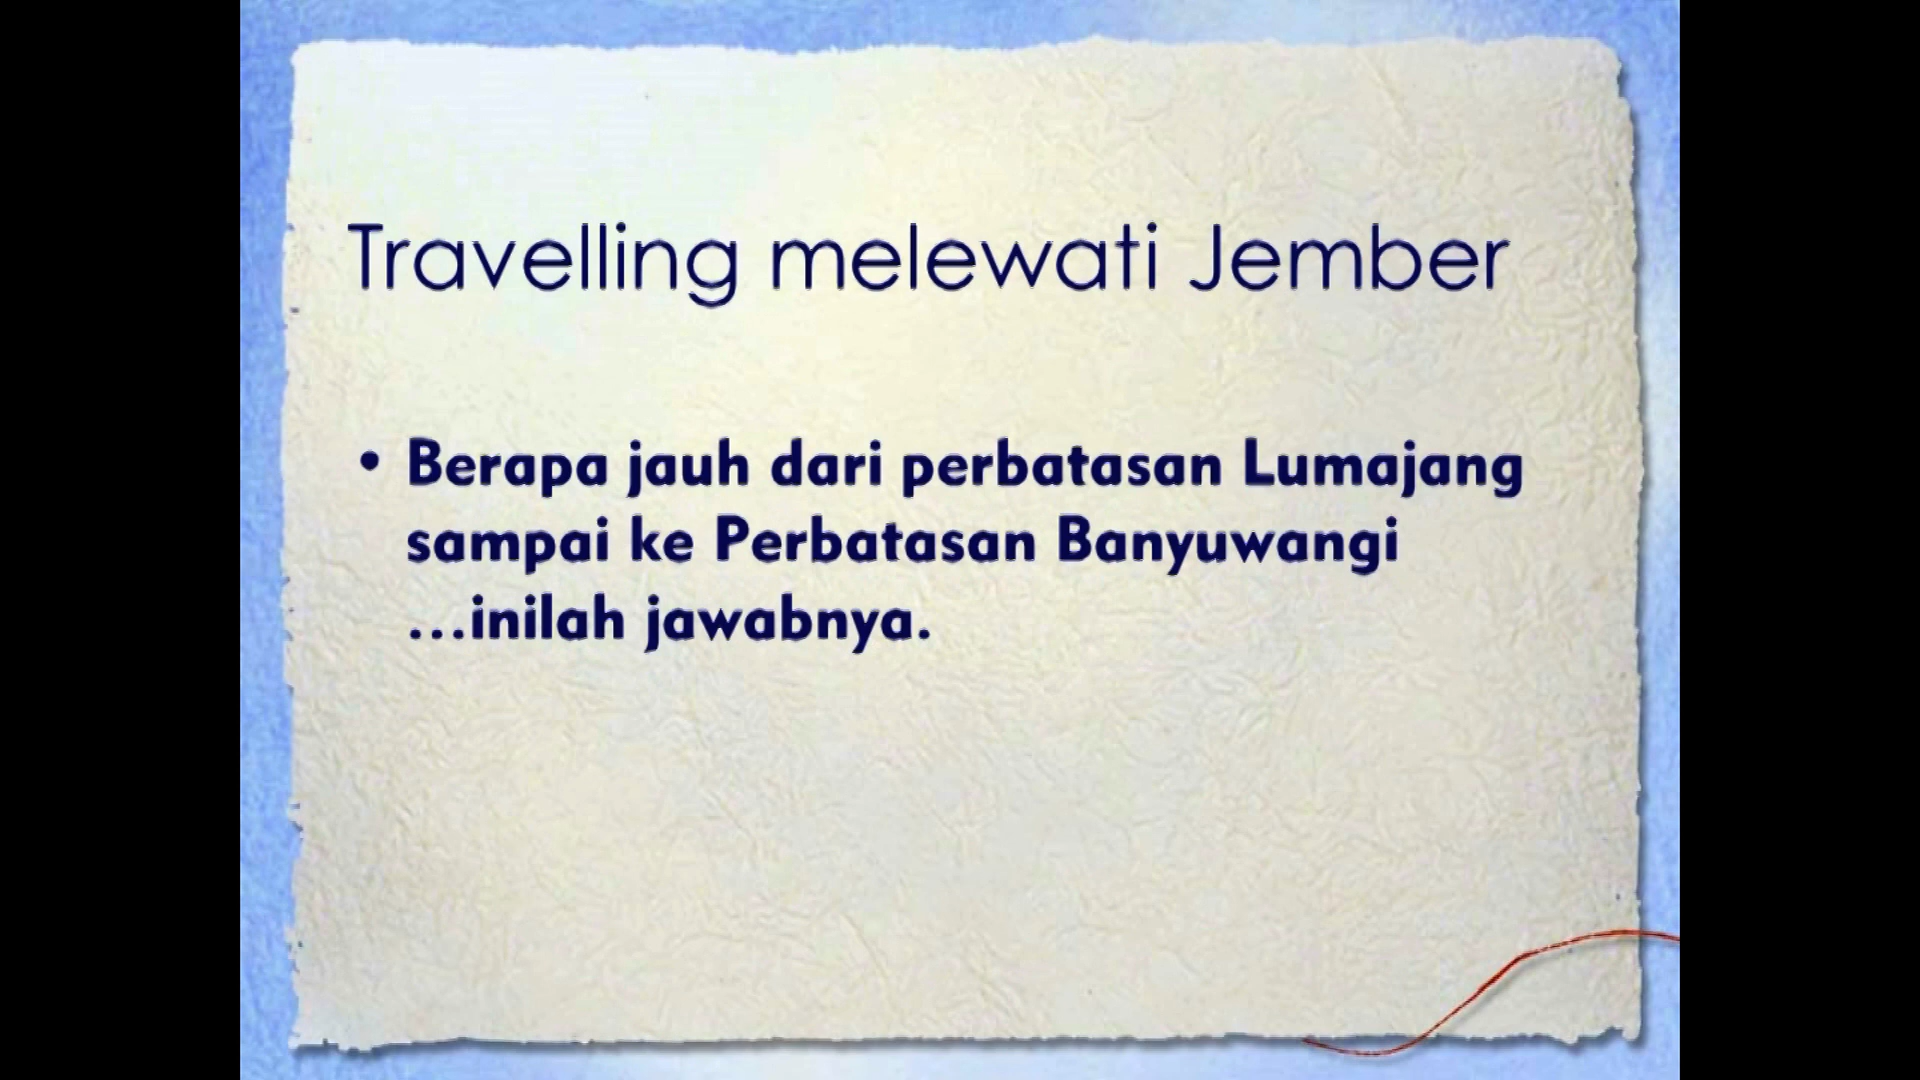 Travelling melewati Jember
• Berapa jauh dari perbatasan Lumajang
sampai ke Perbatasan Banyuwangi
...inilah jawabnya.